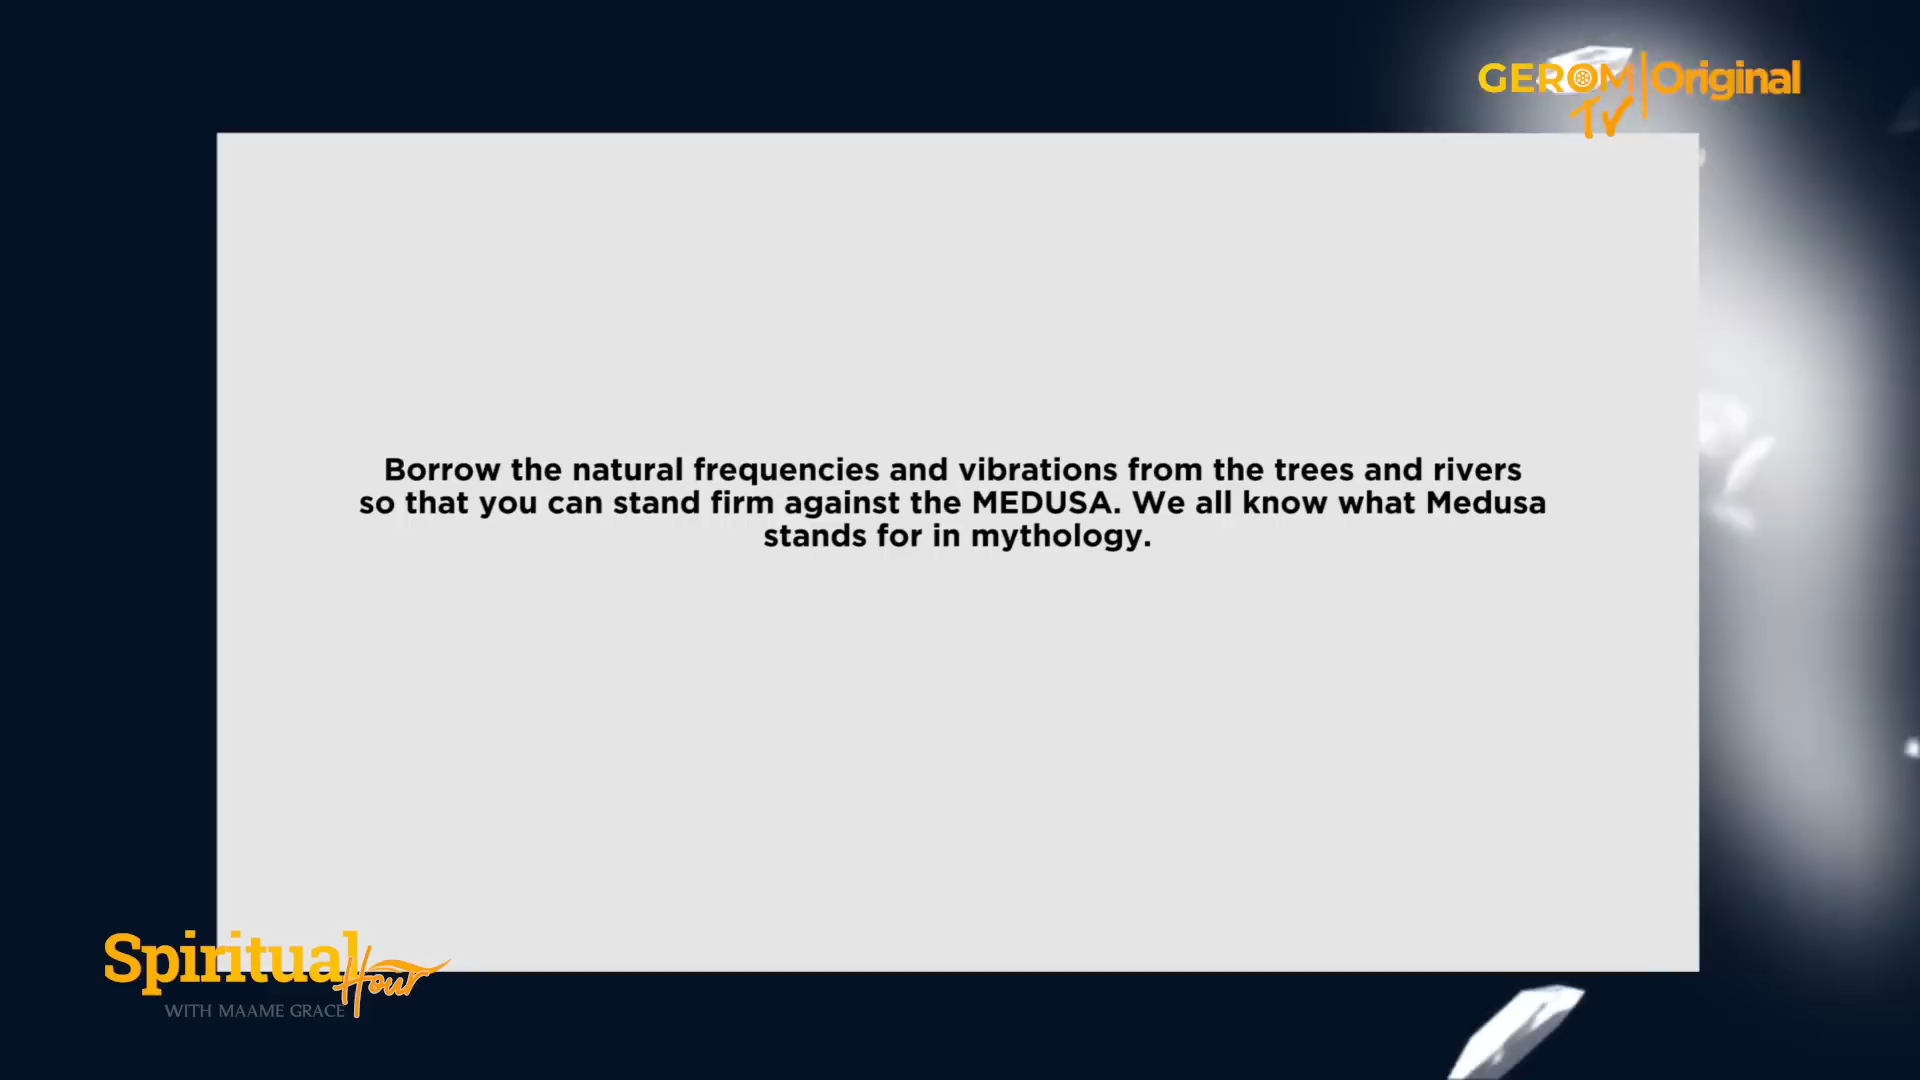 GEROM TV | Original
Borrow the natural frequencies and vibrations from the trees and rivers
so that you can stand firm against the MEDUSA. We all know what Medusa
stands for in mythology.
Spiritual Hour
WITH MAAME GRACE